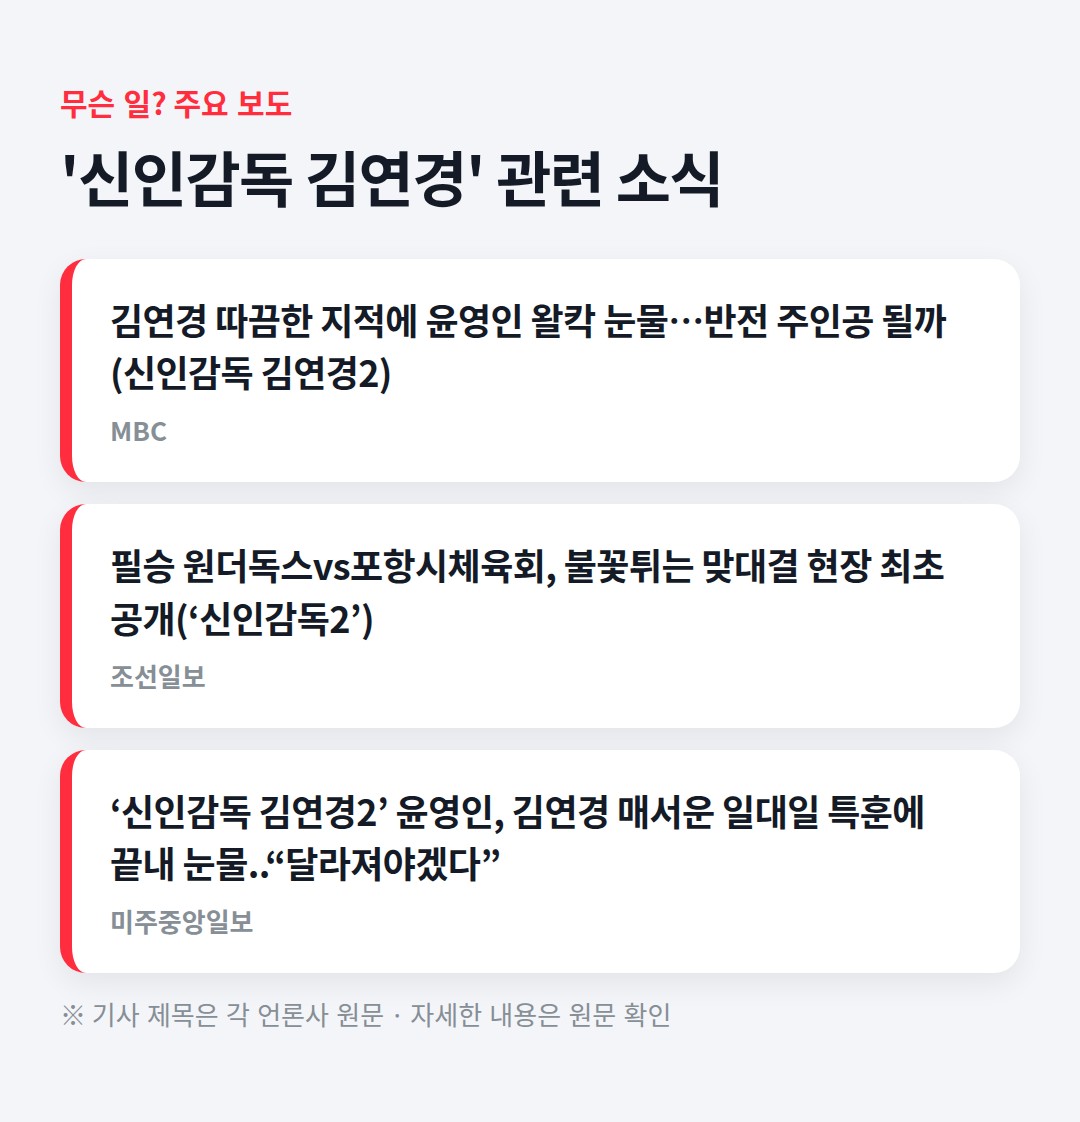 무슨 일? 주요 보도
'신인감독 김연경' 관련 소식
김연경 따끔한 지적에 윤영인 왈칵 눈물…반전 주인공 될까
(신인감독 김연경2)
MBC
필승 원더독스vs포항시체육회, 불꽃튀는 맞대결 현장 최초
공개(‘신인감독2’)
조선일보
‘신인감독 김연경2’ 윤영인, 김연경 매서운 일대일 특훈에
끝내 눈물..“달라져야겠다”
미주중앙일보
※ 기사 제목은 각 언론사 원문 · 자세한 내용은 원문 확인